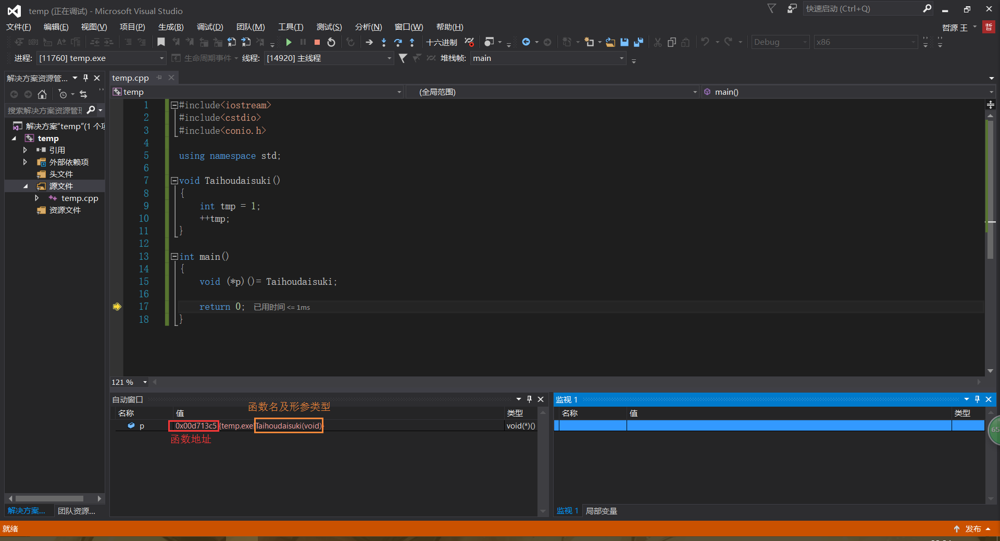 temp (正在调试) - Microsoft Visual Studio
快速启动 (Ctrl+Q)
文件(F) 编辑(E) 视图(V) 项目(P) 生成(B) 调试(D) 团队(M) 工具(T) 测试(S) 分析(N) 窗口(W) 帮助(H)
哲源 王
哲
十六进制
Debug
x86
进程: [11760] temp.exe
生命周期事件
线程: [14920] 主线程
堆栈帧: main
解决方案资源管...
搜索解决方案资源管理
解决方案"temp"(1 个项
temp
引用
外部依赖项
头文件
源文件
temp.cpp
资源文件
解决方案...
团队资源...
temp.cpp
temp
(全局范围)
main()
1 #include<iostream>
2 #include<cstdio>
3 #include<conio.h>
4
5 using namespace std;
6
7 void Taihoudaisuki()
8 {
9 int tmp = 1;
10 ++tmp;
11 }
12
13 int main()
14 {
15 void (*p)()= Taihoudaisuki;
16
17 return 0; 已用时间 <= 1ms
18 }
121 %
自动窗口
函数名及形参类型
名称 值 类型
p 0x00d713c5 {temp.exe!Taihoudaisuki(void)} void(*)()
函数地址
监视 1
名称 值 类型
65
监视 1
局部变量
就绪
发布